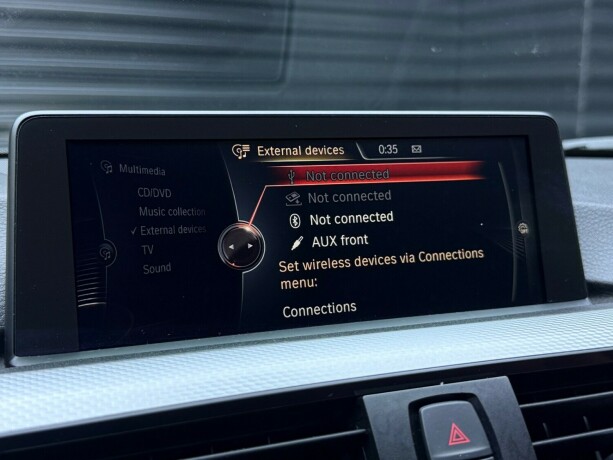 External devices
0:35
Multimedia
CD/DVD
Music collection
External devices
TV
Sound
Not connected
Not connected
Not connected
AUX front
Set wireless devices via Connections
menu:
Connections